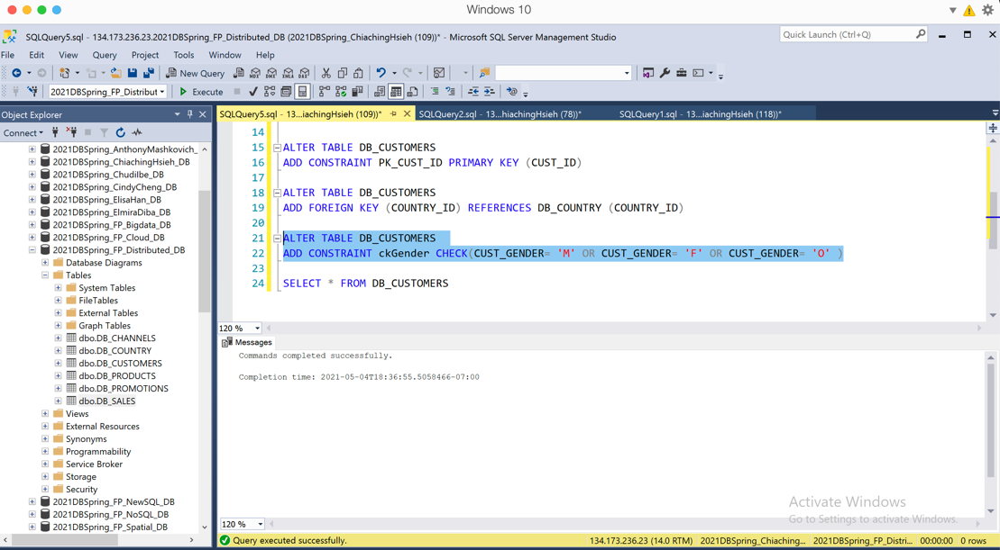 Windows 10
SQLQuery5.sql - 134.173.236.23.2021DBSpring_FP_Distributed_DB (2021DBSpring_ChiachingHsieh (109))* - Microsoft SQL Server Management Studio
Quick Launch (Ctrl+Q)
File Edit View Query Project Tools Window Help
New Query MDX DMX XMLA DAX
2021DBSpring_FP_Distribut Execute
Object Explorer
SQLQuery5.sql - 13...iachingHsieh (109))* SQLQuery2.sql - 13...hiachingHsieh (78))* SQLQuery1.sql - 13...iachingHsieh (118))*
Connect
2021DBSpring_AnthonyMashkovich_
2021DBSpring_ChiachingHsieh_DB
2021DBSpring_Chudilbe_DB
2021DBSpring_CindyCheng_DB
2021DBSpring_ElisaHan_DB
2021DBSpring_ElmiraDiba_DB
2021DBSpring_FP_Bigdata_DB
2021DBSpring_FP_Cloud_DB
2021DBSpring_FP_Distributed_DB
Database Diagrams
Tables
System Tables
FileTables
External Tables
Graph Tables
dbo.DB_CHANNELS
dbo.DB_COUNTRY
dbo.DB_CUSTOMERS
dbo.DB_PRODUCTS
dbo.DB_PROMOTIONS
dbo.DB_SALES
Views
External Resources
Synonyms
Programmability
Service Broker
Storage
Security
2021DBSpring_FP_NewSQL_DB
2021DBSpring_FP_NoSQL_DB
2021DBSpring_FP_Spatial_DB
14
15 ALTER TABLE DB_CUSTOMERS
16 ADD CONSTRAINT PK_CUST_ID PRIMARY KEY (CUST_ID)
17
18 ALTER TABLE DB_CUSTOMERS
19 ADD FOREIGN KEY (COUNTRY_ID) REFERENCES DB_COUNTRY (COUNTRY_ID)
20
21 ALTER TABLE DB_CUSTOMERS
22 ADD CONSTRAINT ckGender CHECK(CUST_GENDER= 'M' OR CUST_GENDER= 'F' OR CUST_GENDER= 'O' )
23
24 SELECT * FROM DB_CUSTOMERS
120 %
Messages
Commands completed successfully.
Completion time: 2021-05-04T18:36:55.5058466-07:00
Activate Windows
Go to Settings to activate Windows.
120 %
Query executed successfully. 134.173.236.23 (14.0 RTM) 2021DBSpring_Chiaching... 2021DBSpring_FP_Distri... 00:00:00 0 rows